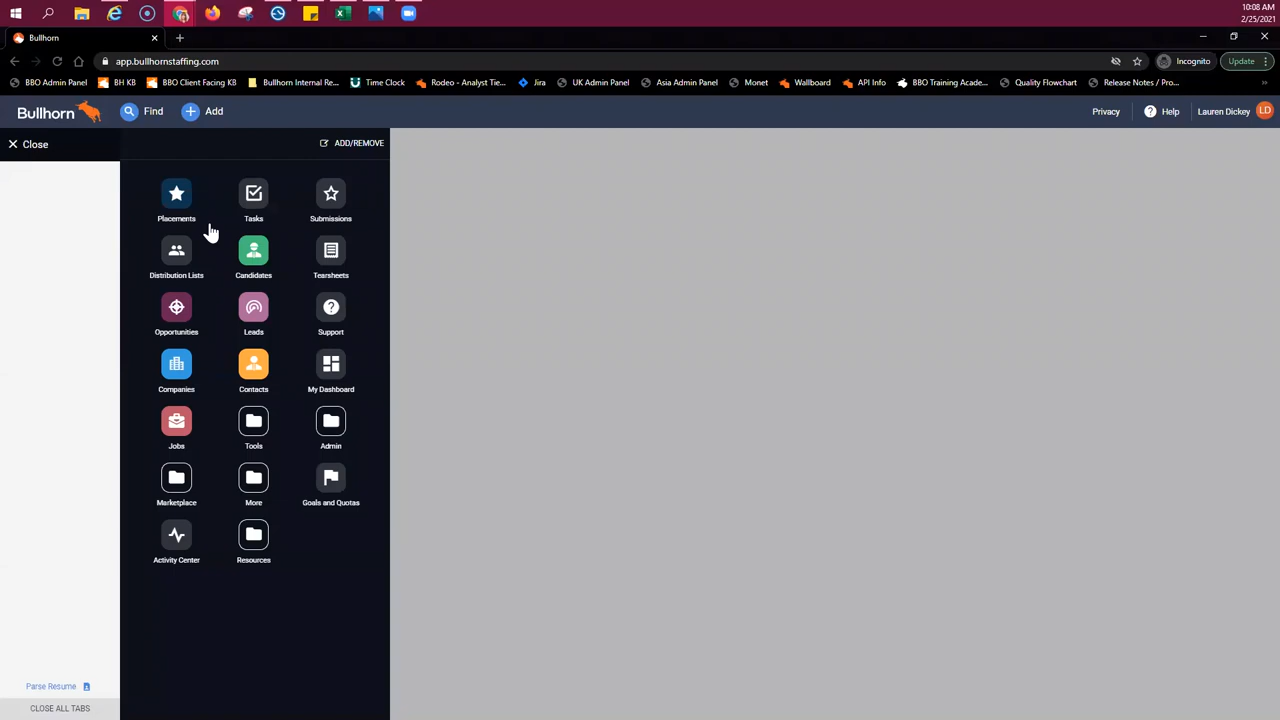 10:08 AM
2/25/2021
Bullhorn
app.bullhornstaffing.com
Incognito
Update
BBO Admin Panel
BH KB
BBO Client Facing KB
Bullhorn Internal Re...
Time Clock
Rodeo - Analyst Tie...
Jira
UK Admin Panel
Asia Admin Panel
Monet
Wallboard
API Info
BBO Training Acade...
Quality Flowchart
Release Notes / Pro...
Bullhorn
Find
Add
Privacy
Help
Lauren Dickey
LD
Close
ADD/REMOVE
Placements
Tasks
Submissions
Distribution Lists
Candidates
Tearsheets
Opportunities
Leads
Support
Companies
Contacts
My Dashboard
Jobs
Tools
Admin
Marketplace
More
Goals and Quotas
Activity Center
Resources
Parse Resume
CLOSE ALL TABS